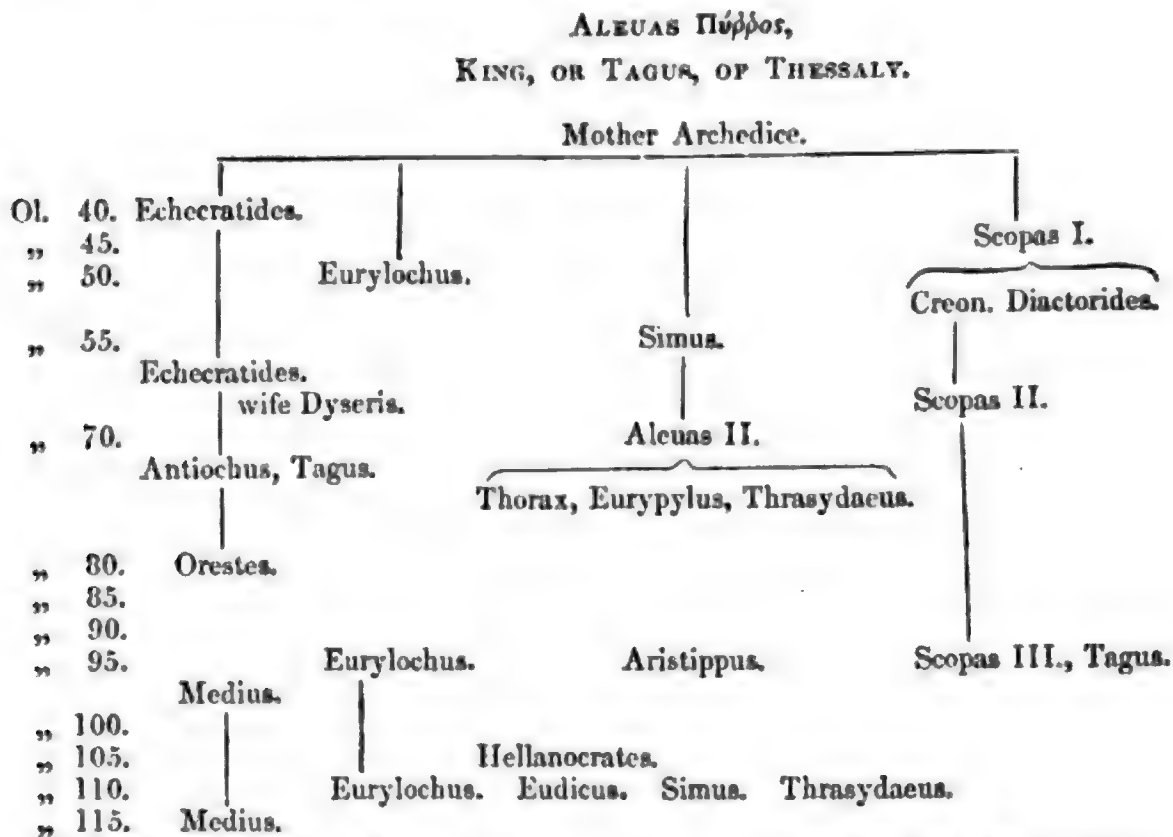 ALEUAS Πύῤῥος,
KING, OR TAGUS, OF THESSALY.
Mother Archedice.
Ol. 40. Echecratides.
„ 45. Scopas I.
„ 50. Eurylochus.
Creon. Diactorides.
„ 55. Simus.
Echecratides.
wife Dyseris. Scopas II.
„ 70. Aleuas II.
Antiochus, Tagus.
Thorax, Eurypylus, Thrasydaeus.
„ 80. Orestes.
„ 85.
„ 90.
„ 95. Eurylochus. Aristippus. Scopas III., Tagus.
Medius.
„ 100.
„ 105. Hellanocrates.
„ 110. Eurylochus. Eudicus. Simus. Thrasydaeus.
„ 115. Medius.